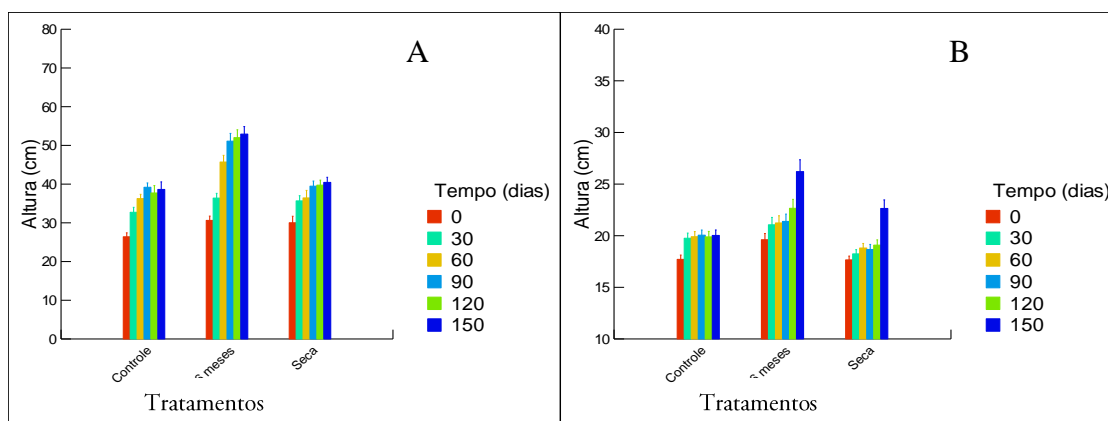 A
80
70
60
50
40
30
20
10
0
Altura (cm)
Controle
6 meses
Seca
Tratamentos
Tempo (dias)
0
30
60
90
120
150
B
40
35
30
25
20
15
10
Altura (cm)
Controle
6 meses
Seca
Tratamentos
Tempo (dias)
0
30
60
90
120
150